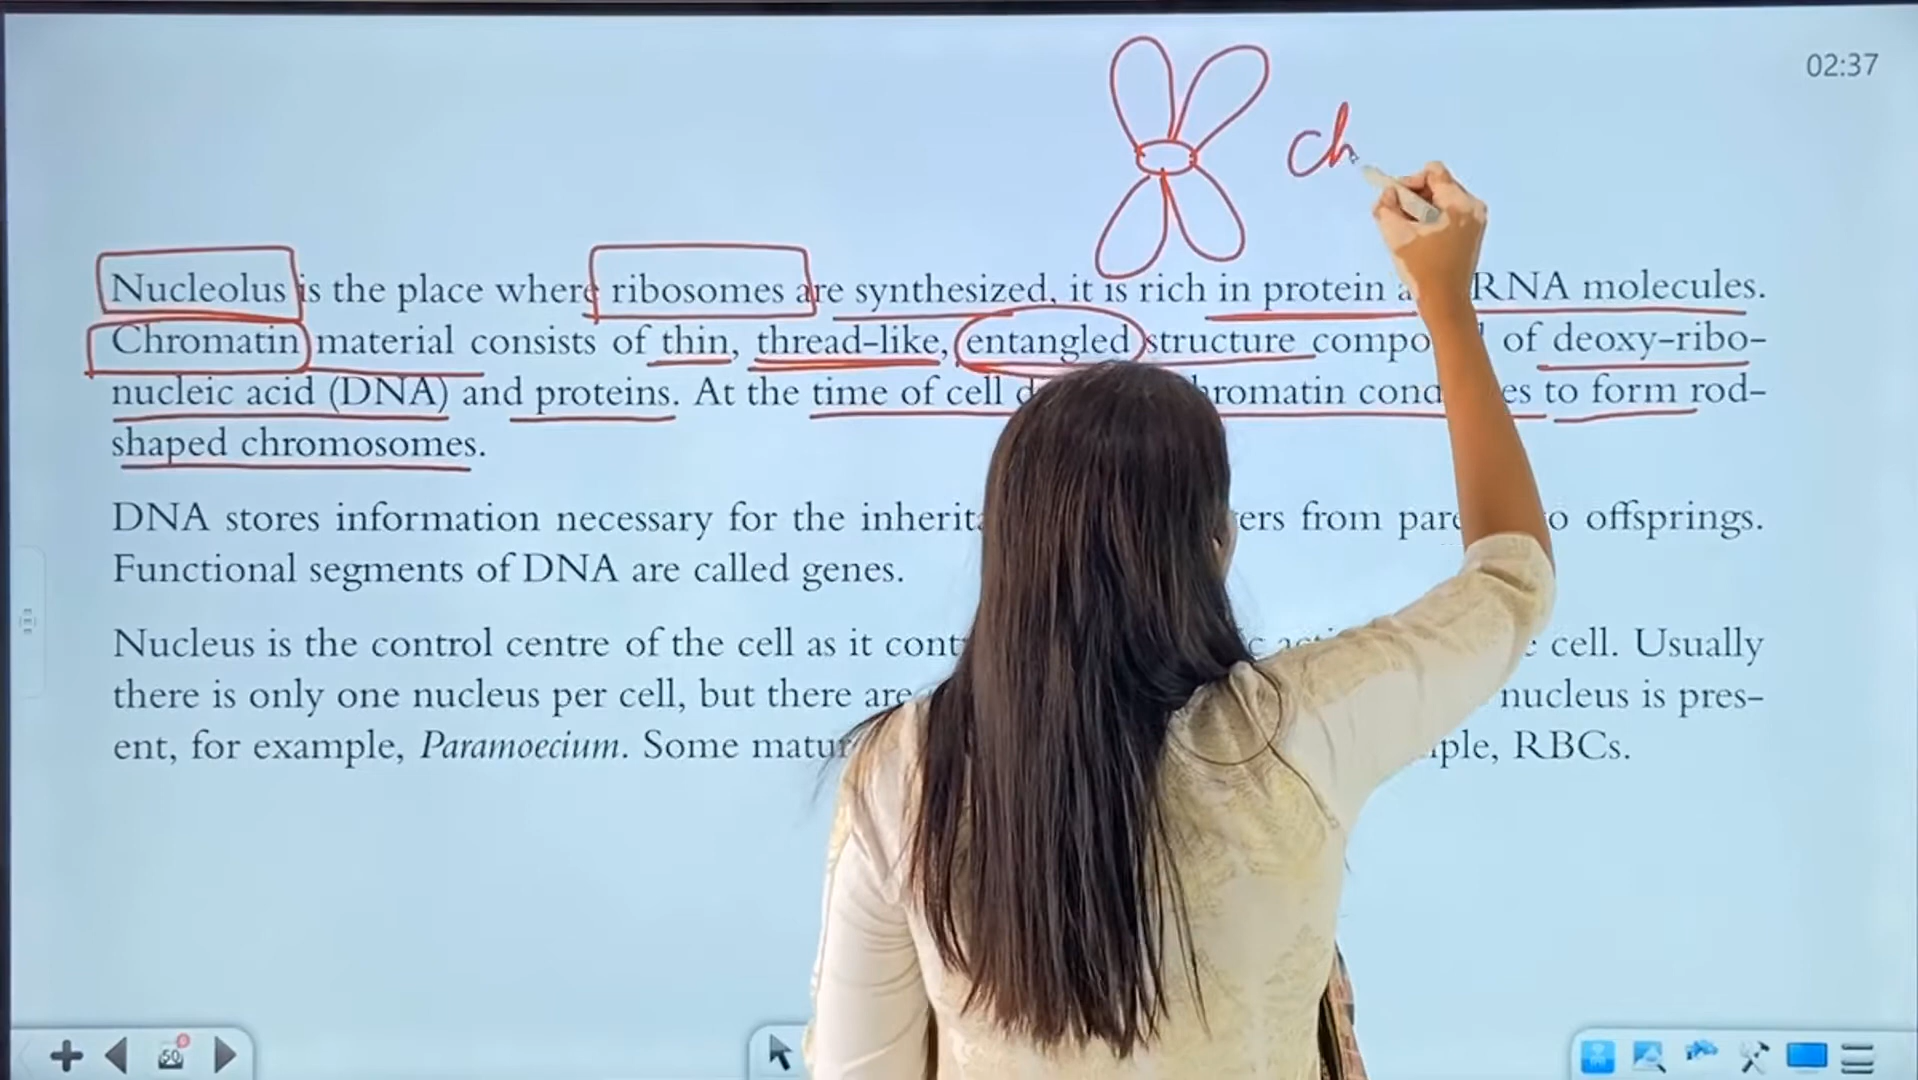 02:37
Ch
Nucleolus is the place where ribosomes are synthesized, it is rich in protein RNA molecules.
Chromatin material consists of thin, thread-like, entangled structure compo of deoxy-ribo-
nucleic acid (DNA) and proteins. At the time of cell d hromatin cond es to form rod-
shaped chromosomes.
DNA stores information necessary for the inherit ers from pare o offsprings.
Functional segments of DNA are called genes.
Nucleus is the control centre of the cell as it cont c cell. Usually
there is only one nucleus per cell, but there are nucleus is pres-
ent, for example, Paramoecium. Some matur ple, RBCs.
50